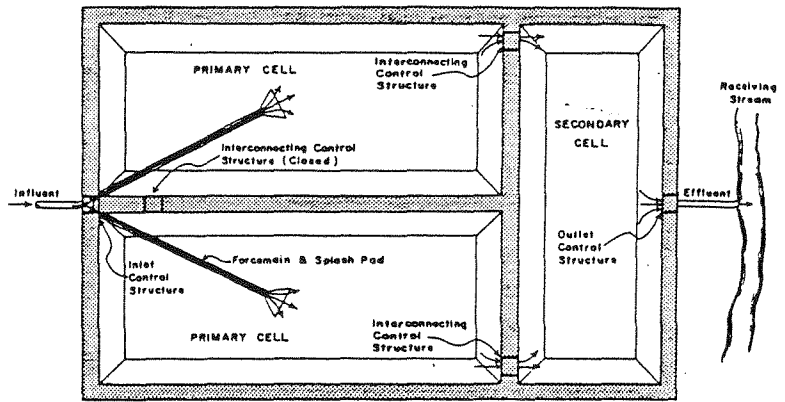 PRIMARY CELL
Interconnecting
Control
Structure
Receiving
Stream
Interconnecting Control
Structure (Closed)
SECONDARY
CELL
Influent
Effluent
Inlet
Control
Structure
Forcemain & Splash Pad
Outlet
Control
Structure
PRIMARY CELL
Interconnecting
Control
Structure